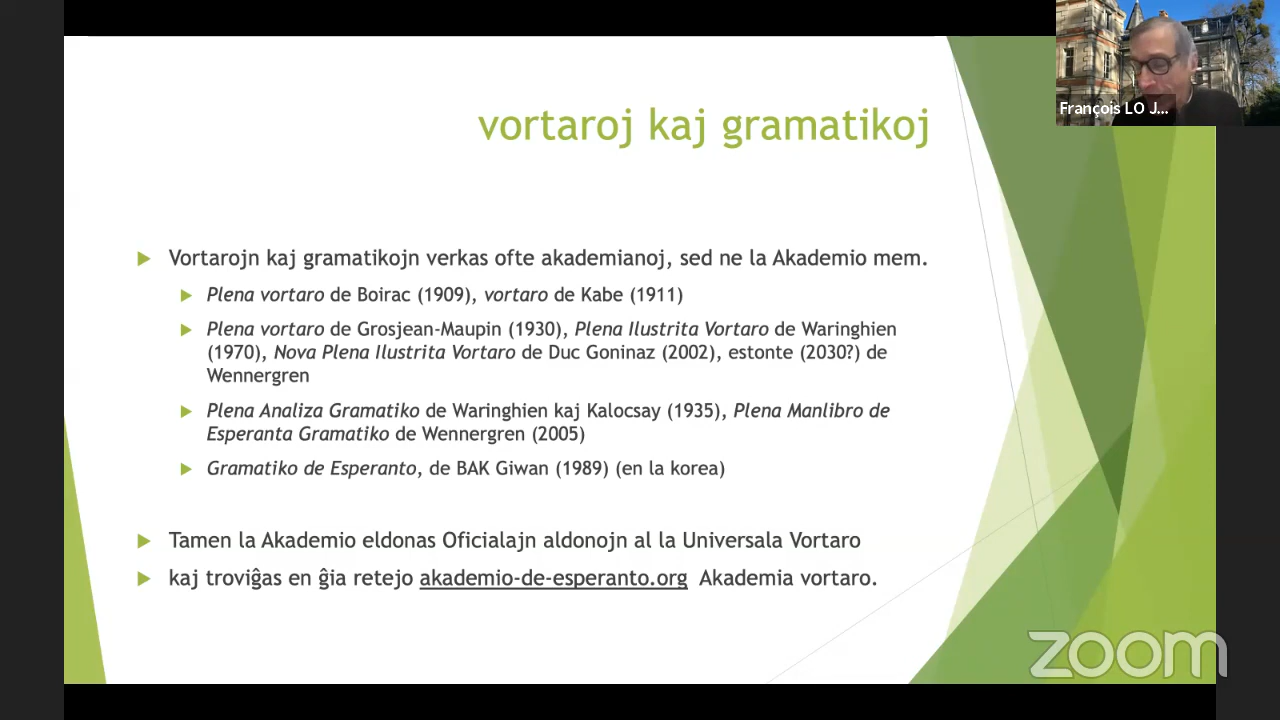 François LO J...
vortaroj kaj gramatikoj
Vortarojn kaj gramatikojn verkas ofte akademianoj, sed ne la Akademio mem.
Plena vortaro de Boirac (1909), vortaro de Kabe (1911)
Plena vortaro de Grosjean-Maupin (1930), Plena Ilustrita Vortaro de Waringhien
(1970), Nova Plena Ilustrita Vortaro de Duc Goninaz (2002), estonte (2030?) de
Wennergren
Plena Analiza Gramatiko de Waringhien kaj Kalocsay (1935), Plena Manlibro de
Esperanta Gramatiko de Wennergren (2005)
Gramatiko de Esperanto, de BAK Giwan (1989) (en la korea)
Tamen la Akademio eldonas Oficialajn aldonojn al la Universala Vortaro
kaj troviĝas en ĝia retejo akademio-de-esperanto.org Akademia vortaro.
zoom